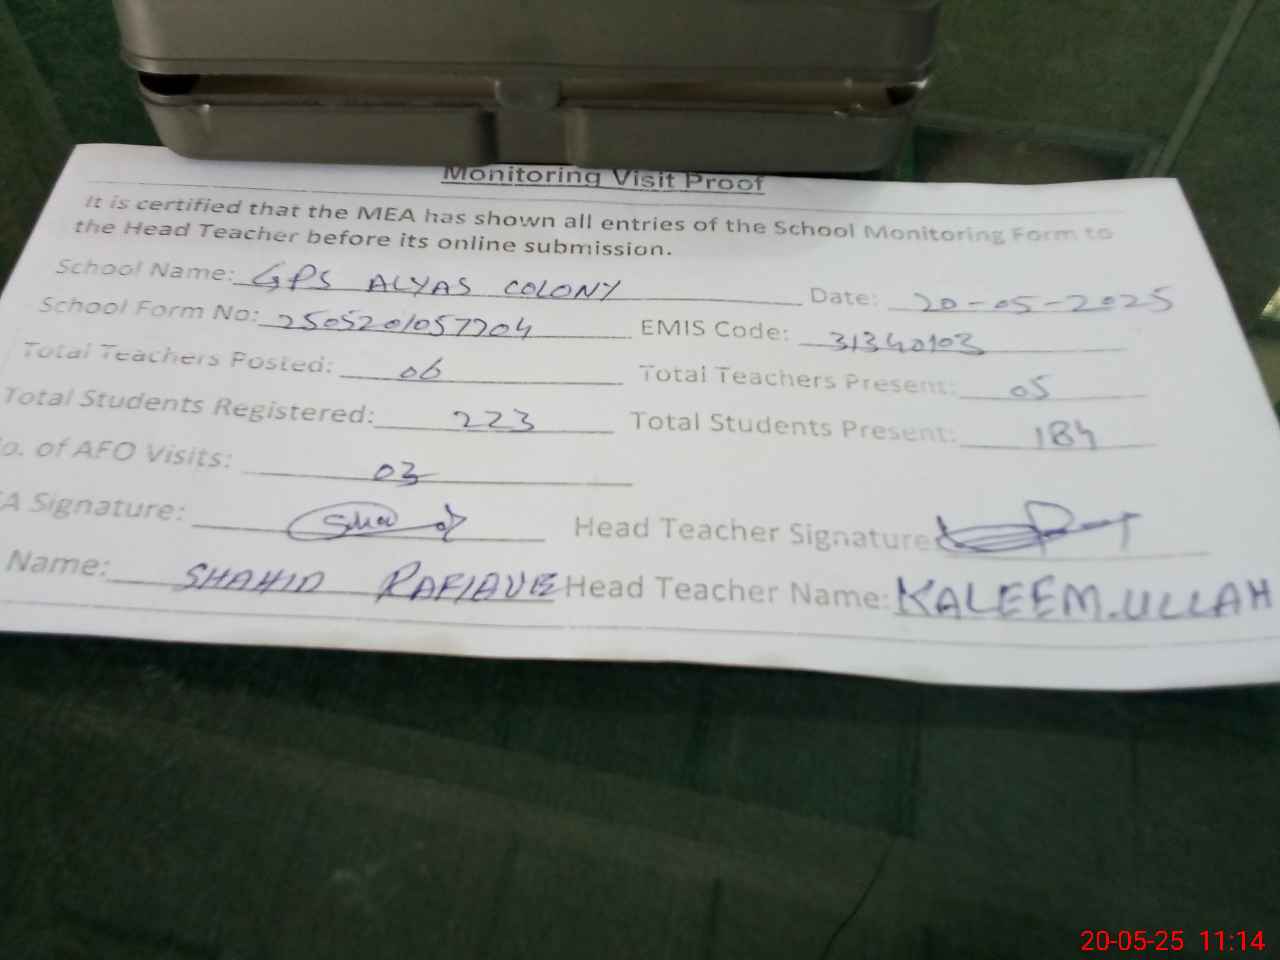 Monitoring Visit Proof
It is certified that the MEA has shown all entries of the School Monitoring Form to
the Head Teacher before its online submission.
School Name: GPS ALYAS COLONY Date: 20-05-2025
School Form No: 2505201057204 EMIS Code: 31340103
Total Teachers Posted: 06 Total Teachers Present: 05
Total Students Registered: 223 Total Students Present: 184
o. of AFO Visits: 03
A Signature: Head Teacher Signature
Name: SHAHID RAFIQUE Head Teacher Name: KALEEM.ULLAH
20-05-25 11:14